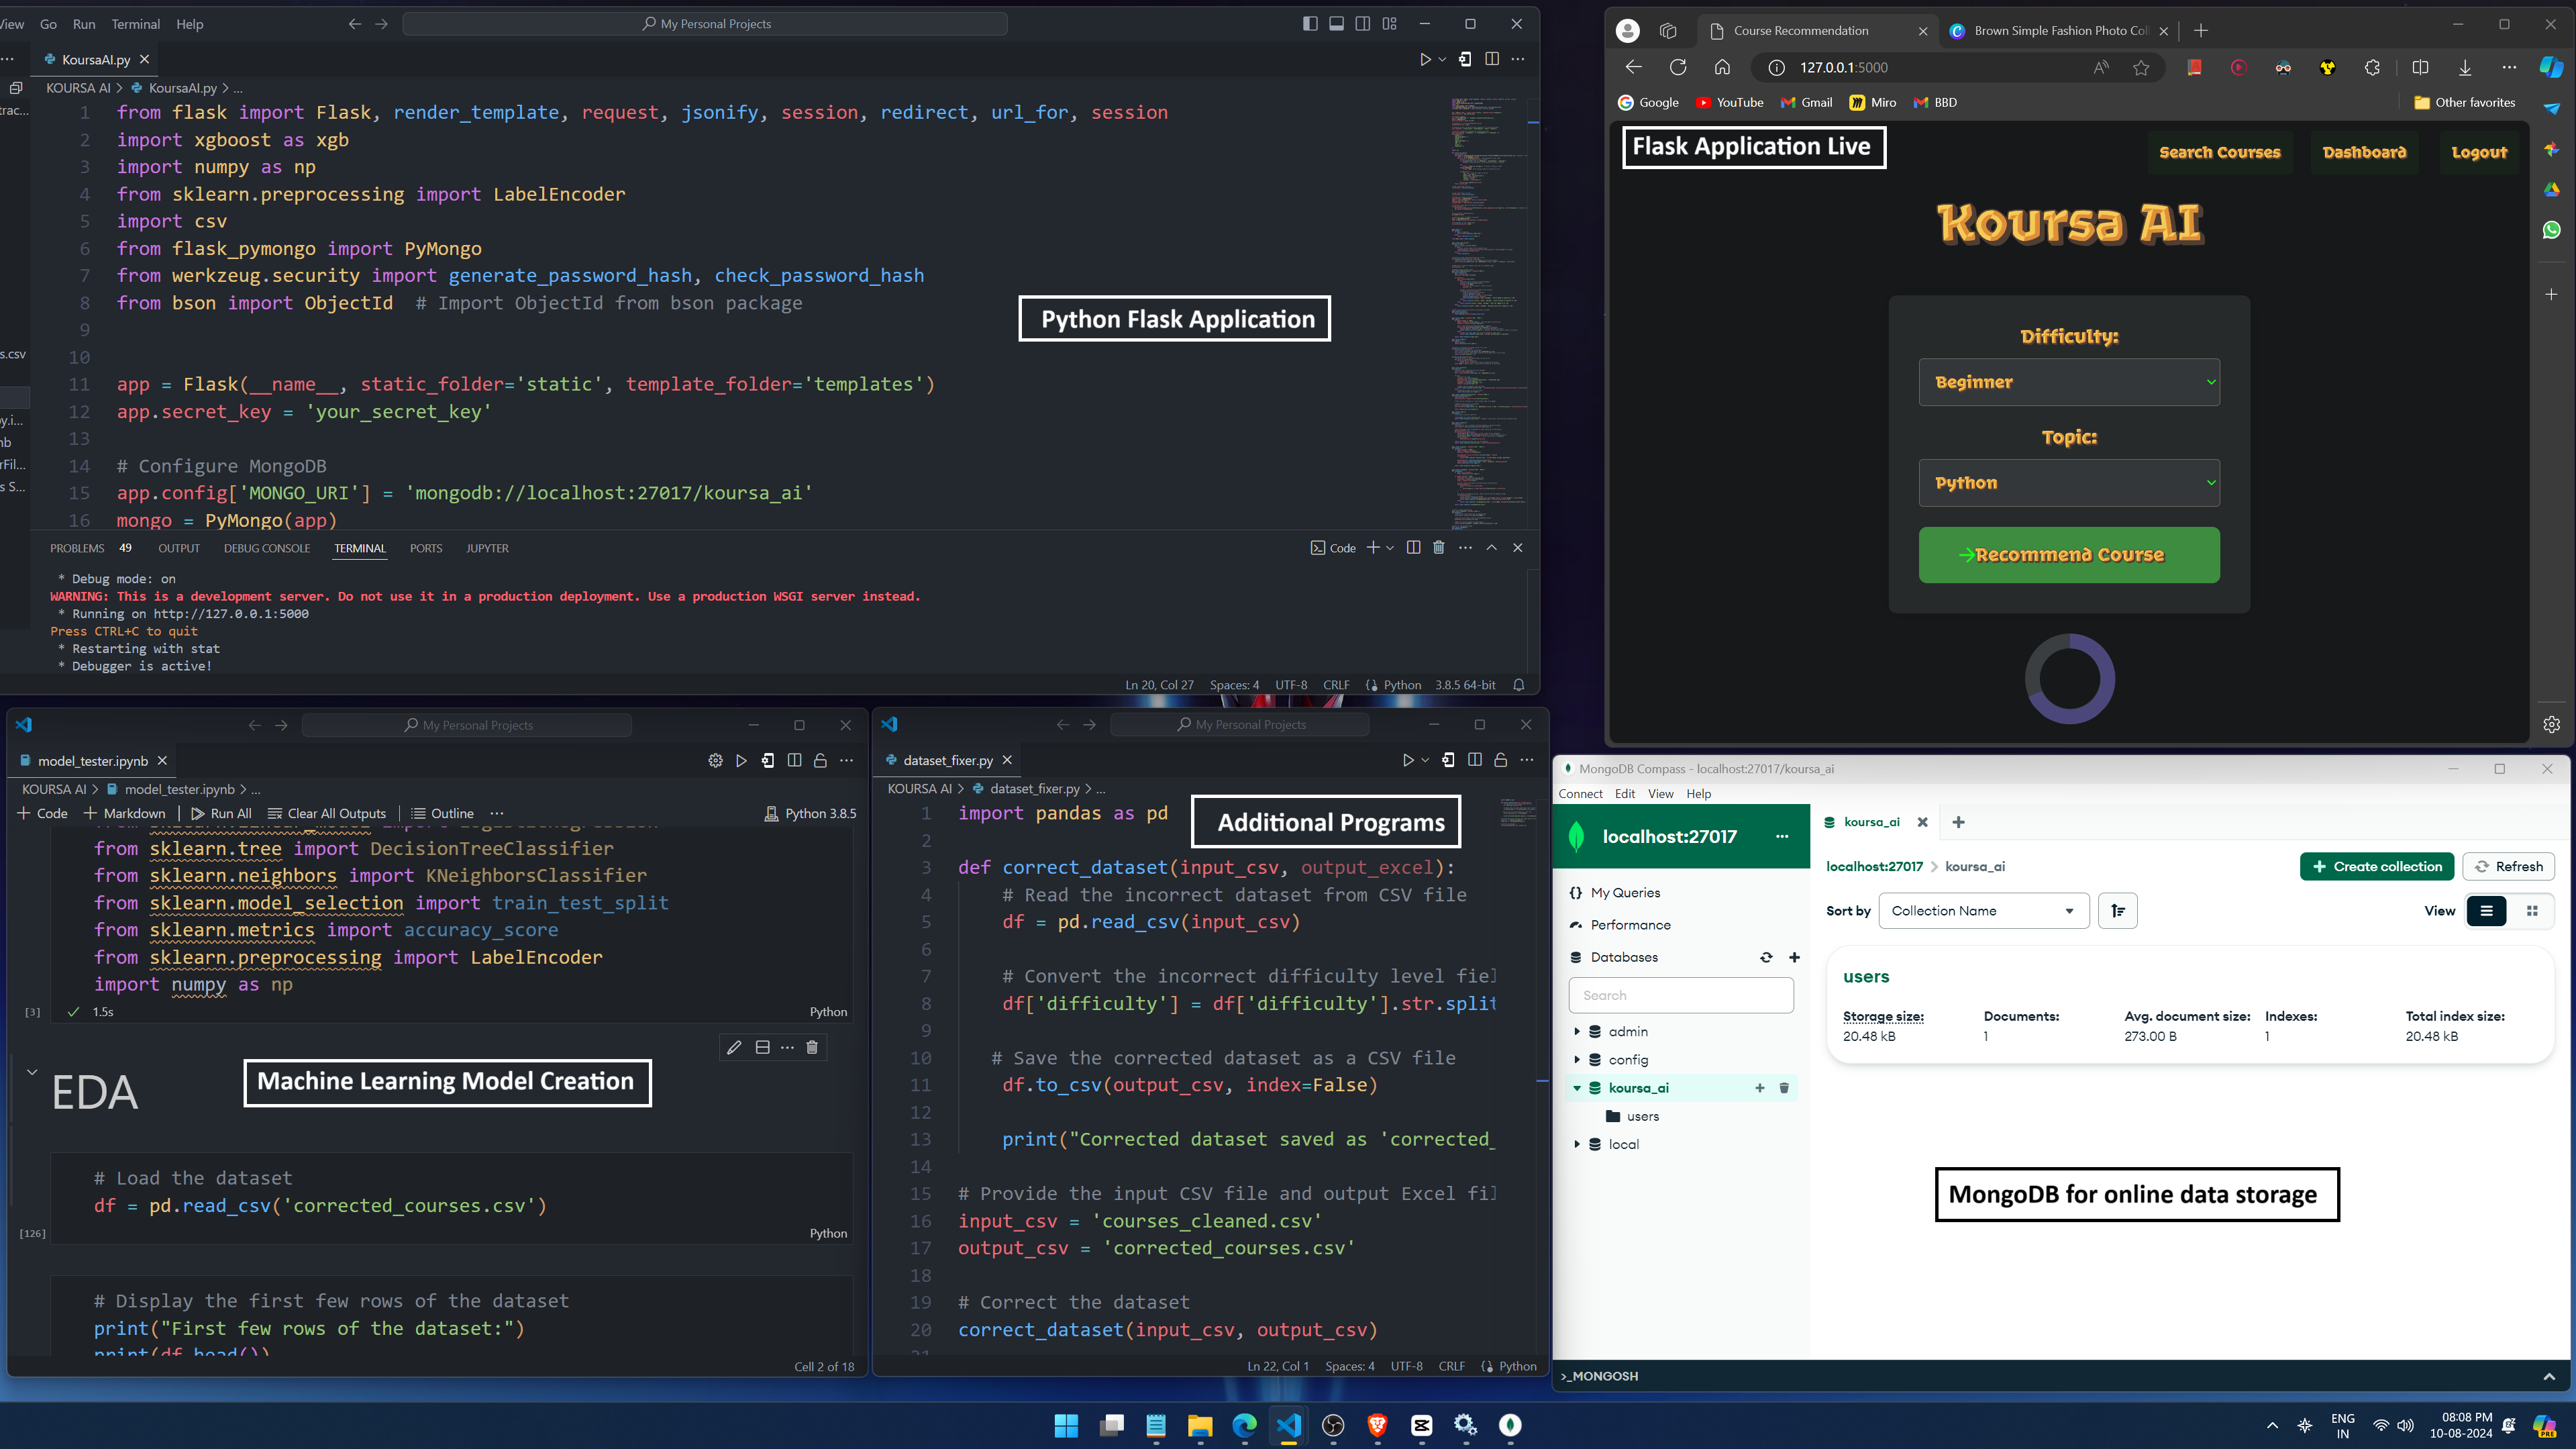 View Go Run Terminal Help
My Personal Projects
KoursaAI.py
KOURSA AI > KoursaAI.py > ...
trac...
s.csv
y.i...
nb
rFil...
s S...
1 from flask import Flask, render_template, request, jsonify, session, redirect, url_for, session
2 import xgboost as xgb
3 import numpy as np
4 from sklearn.preprocessing import LabelEncoder
5 import csv
6 from flask_pymongo import PyMongo
7 from werkzeug.security import generate_password_hash, check_password_hash
8 from bson import ObjectId # Import ObjectId from bson package
9
10
11 app = Flask(__name__, static_folder='static', template_folder='templates')
12 app.secret_key = 'your_secret_key'
13
14 # Configure MongoDB
15 app.config['MONGO_URI'] = 'mongodb://localhost:27017/koursa_ai'
16 mongo = PyMongo(app)
Python Flask Application
PROBLEMS 49 OUTPUT DEBUG CONSOLE TERMINAL PORTS JUPYTER
Code
* Debug mode: on
WARNING: This is a development server. Do not use it in a production deployment. Use a production WSGI server instead.
* Running on http://127.0.0.1:5000
Press CTRL+C to quit
* Restarting with stat
* Debugger is active!
Ln 20, Col 27 Spaces: 4 UTF-8 CRLF Python 3.8.5 64-bit
Course Recommendation
Brown Simple Fashion Photo Col
127.0.0.1:5000
Google YouTube Gmail Miro BBD Other favorites
Flask Application Live
Search Courses Dashboard Logout
Koursa AI
Difficulty:
Beginner
Topic:
Python
→Recommend Course
My Personal Projects
model_tester.ipynb
KOURSA AI > model_tester.ipynb > ...
Code Markdown Run All Clear All Outputs Outline ... Python 3.8.5
from sklearn.linear_model import LogisticRegression
from sklearn.tree import DecisionTreeClassifier
from sklearn.neighbors import KNeighborsClassifier
from sklearn.model_selection import train_test_split
from sklearn.metrics import accuracy_score
from sklearn.preprocessing import LabelEncoder
import numpy as np
[3] 1.5s Python
EDA
Machine Learning Model Creation
# Load the dataset
df = pd.read_csv('corrected_courses.csv')
[126] Python
# Display the first few rows of the dataset
print("First few rows of the dataset:")
print(df.head())
Cell 2 of 18
My Personal Projects
dataset_fixer.py
KOURSA AI > dataset_fixer.py > ...
Additional Programs
1 import pandas as pd
2
3 def correct_dataset(input_csv, output_excel):
4 # Read the incorrect dataset from CSV file
5 df = pd.read_csv(input_csv)
6
7 # Convert the incorrect difficulty level fiel
8 df['difficulty'] = df['difficulty'].str.split
9
10 # Save the corrected dataset as a CSV file
11 df.to_csv(output_csv, index=False)
12
13 print("Corrected dataset saved as 'corrected_
14
15 # Provide the input CSV file and output Excel fil
16 input_csv = 'courses_cleaned.csv'
17 output_csv = 'corrected_courses.csv'
18
19 # Correct the dataset
20 correct_dataset(input_csv, output_csv)
21
Ln 22, Col 1 Spaces: 4 UTF-8 CRLF Python
MongoDB Compass - localhost:27017/koursa_ai
Connect Edit View Help
localhost:27017 ...
My Queries
Performance
Databases
Search
admin
config
koursa_ai
users
local
koursa_ai
localhost:27017 > koursa_ai
Create collection Refresh
Sort by Collection Name View
users
Storage size: Documents: Avg. document size: Indexes: Total index size:
20.48 kB 1 273.00 B 1 20.48 kB
MongoDB for online data storage
>_MONGOSH
ENG
IN
08:08 PM
10-08-2024
PRE